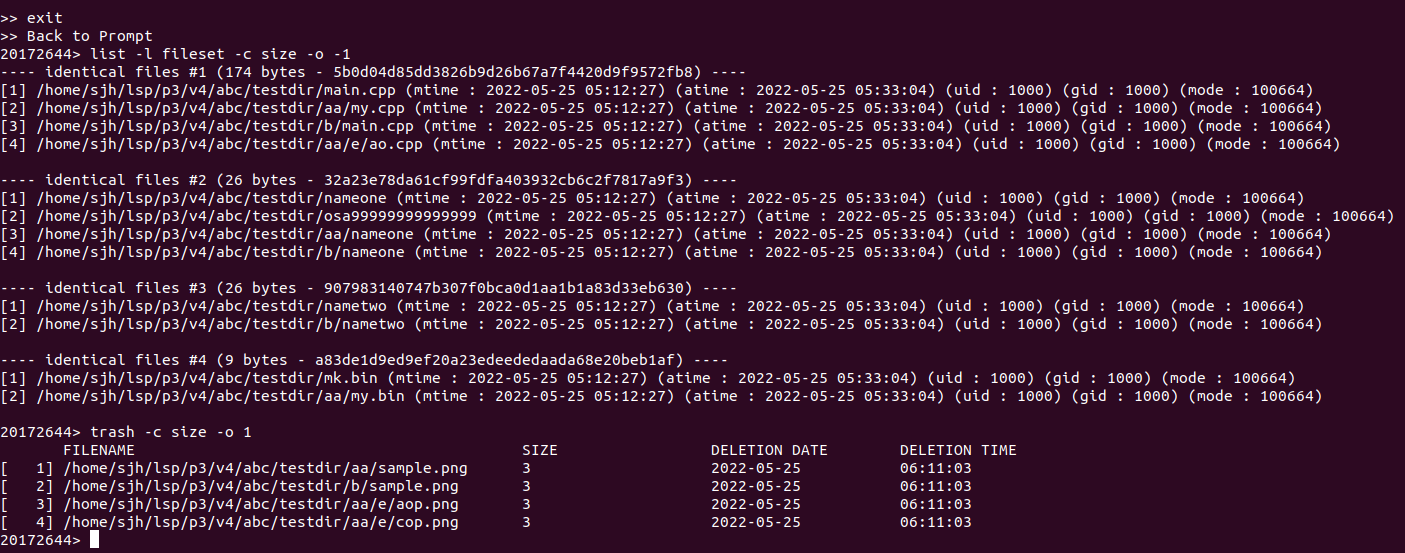 >> exit
>> Back to Prompt
20172644> list -l fileset -c size -o -1
---- identical files #1 (174 bytes - 5b0d04d85dd3826b9d26b67a7f4420d9f9572fb8) ----
[1] /home/sjh/lsp/p3/v4/abc/testdir/main.cpp (mtime : 2022-05-25 05:12:27) (atime : 2022-05-25 05:33:04) (uid : 1000) (gid : 1000) (mode : 100664)
[2] /home/sjh/lsp/p3/v4/abc/testdir/aa/my.cpp (mtime : 2022-05-25 05:12:27) (atime : 2022-05-25 05:33:04) (uid : 1000) (gid : 1000) (mode : 100664)
[3] /home/sjh/lsp/p3/v4/abc/testdir/b/main.cpp (mtime : 2022-05-25 05:12:27) (atime : 2022-05-25 05:33:04) (uid : 1000) (gid : 1000) (mode : 100664)
[4] /home/sjh/lsp/p3/v4/abc/testdir/aa/e/ao.cpp (mtime : 2022-05-25 05:12:27) (atime : 2022-05-25 05:33:04) (uid : 1000) (gid : 1000) (mode : 100664)
---- identical files #2 (26 bytes - 32a23e78da61cf99fdfa403932cb6c2f7817a9f3) ----
[1] /home/sjh/lsp/p3/v4/abc/testdir/nameone (mtime : 2022-05-25 05:12:27) (atime : 2022-05-25 05:33:04) (uid : 1000) (gid : 1000) (mode : 100664)
[2] /home/sjh/lsp/p3/v4/abc/testdir/osa99999999999999 (mtime : 2022-05-25 05:12:27) (atime : 2022-05-25 05:33:04) (uid : 1000) (gid : 1000) (mode : 100664)
[3] /home/sjh/lsp/p3/v4/abc/testdir/aa/nameone (mtime : 2022-05-25 05:12:27) (atime : 2022-05-25 05:33:04) (uid : 1000) (gid : 1000) (mode : 100664)
[4] /home/sjh/lsp/p3/v4/abc/testdir/b/nameone (mtime : 2022-05-25 05:12:27) (atime : 2022-05-25 05:33:04) (uid : 1000) (gid : 1000) (mode : 100664)
---- identical files #3 (26 bytes - 907983140747b307f0bca0d1aa1b1a83d33eb630) ----
[1] /home/sjh/lsp/p3/v4/abc/testdir/nametwo (mtime : 2022-05-25 05:12:27) (atime : 2022-05-25 05:33:04) (uid : 1000) (gid : 1000) (mode : 100664)
[2] /home/sjh/lsp/p3/v4/abc/testdir/b/nametwo (mtime : 2022-05-25 05:12:27) (atime : 2022-05-25 05:33:04) (uid : 1000) (gid : 1000) (mode : 100664)
---- identical files #4 (9 bytes - a83de1d9ed9ef20a23edeededaada68e20beb1af) ----
[1] /home/sjh/lsp/p3/v4/abc/testdir/mk.bin (mtime : 2022-05-25 05:12:27) (atime : 2022-05-25 05:33:04) (uid : 1000) (gid : 1000) (mode : 100664)
[2] /home/sjh/lsp/p3/v4/abc/testdir/aa/my.bin (mtime : 2022-05-25 05:12:27) (atime : 2022-05-25 05:33:04) (uid : 1000) (gid : 1000) (mode : 100664)
20172644> trash -c size -o 1
FILENAME SIZE DELETION DATE DELETION TIME
[ 1] /home/sjh/lsp/p3/v4/abc/testdir/aa/sample.png 3 2022-05-25 06:11:03
[ 2] /home/sjh/lsp/p3/v4/abc/testdir/b/sample.png 3 2022-05-25 06:11:03
[ 3] /home/sjh/lsp/p3/v4/abc/testdir/aa/e/aop.png 3 2022-05-25 06:11:03
[ 4] /home/sjh/lsp/p3/v4/abc/testdir/aa/e/cop.png 3 2022-05-25 06:11:03
20172644>